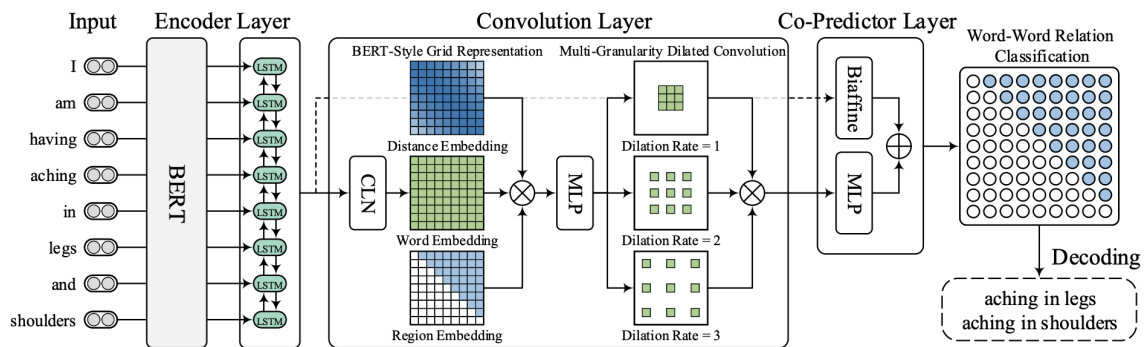 Input
Encoder Layer
Convolution Layer
Co-Predictor Layer
I
am
having
aching
in
legs
and
shoulders
BERT
LSTM
LSTM
LSTM
LSTM
LSTM
LSTM
LSTM
LSTM
CLN
BERT-Style Grid Representation
Distance Embedding
Word Embedding
Region Embedding
MLP
Multi-Granularity Dilated Convolution
Dilation Rate = 1
Dilation Rate = 2
Dilation Rate = 3
Biaffine
MLP
Word-Word Relation
Classification
Decoding
aching in legs
aching in shoulders